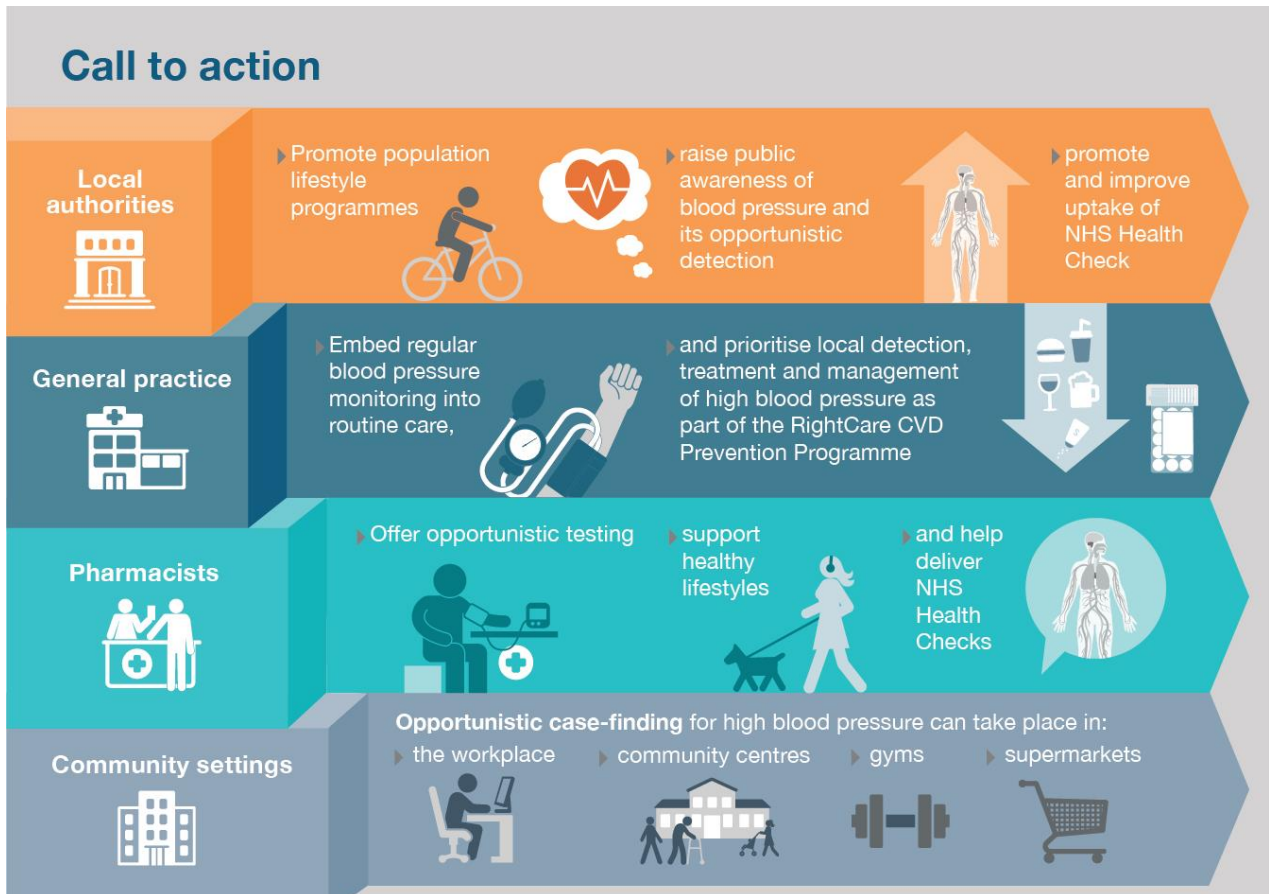 Call to action
Local
authorities
Promote population
lifestyle
programmes
raise public
awareness of
blood pressure and
its opportunistic
detection
promote
and improve
uptake of
NHS Health
Check
General practice
Embed regular
blood pressure
monitoring into
routine care,
and prioritise local detection,
treatment and management
of high blood pressure as
part of the RightCare CVD
Prevention Programme
Pharmacists
Offer opportunistic testing
support
healthy
lifestyles
and help
deliver
NHS
Health
Checks
Community settings
Opportunistic case-finding for high blood pressure can take place in:
the workplace
community centres
gyms
supermarkets